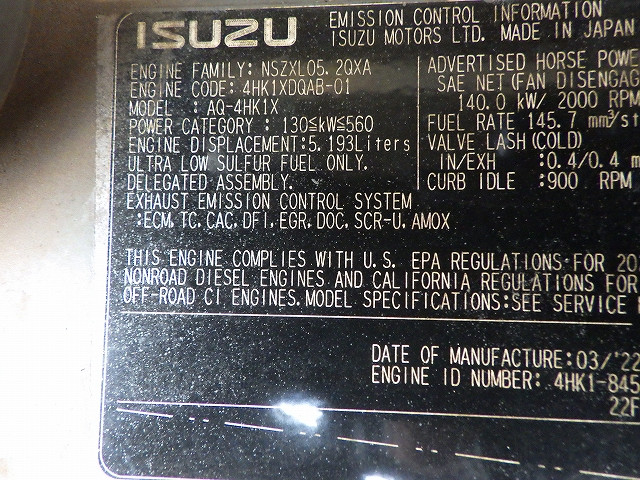 ISUZU
EMISSION CONTROL INFORMATION
ISUZU MOTORS LTD. MADE IN JAPAN
ENGINE FAMILY: NSZXL05.2QXA
ENGINE CODE: 4HK1XDQAB-01
MODEL : AQ-4HK1X
POWER CATEGORY : 130≦kW≦560
ENGINE DISPLACEMENT:5.193Liters
ULTRA LOW SULFUR FUEL ONLY.
DELEGATED ASSEMBLY.
EXHAUST EMISSION CONTROL SYSTEM
:ECM, TC, CAC, DFI, EGR, DOC, SCR-U, AMOX
ADVERTISED HORSE POWE
SAE NET(FAN DISENGAG
140.0 kW/ 2000 RPM
FUEL RATE 145.7 mm³/st
VALVE LASH(COLD)
IN/EXH :0.4/0.4 m
CURB IDLE :900 RPM
THIS ENGINE COMPLIES WITH U.S. EPA REGULATIONS:FOR 20
NONROAD DIESEL ENGINES AND CALIFORNIA REGULATIONS FOR
OFF-ROAD CI ENGINES.MODEL SPECIFICATIONS:SEE SERVICE
DATE OF MANUFACTURE:03/'22
ENGINE ID NUMBER: 4HK1-845
22F